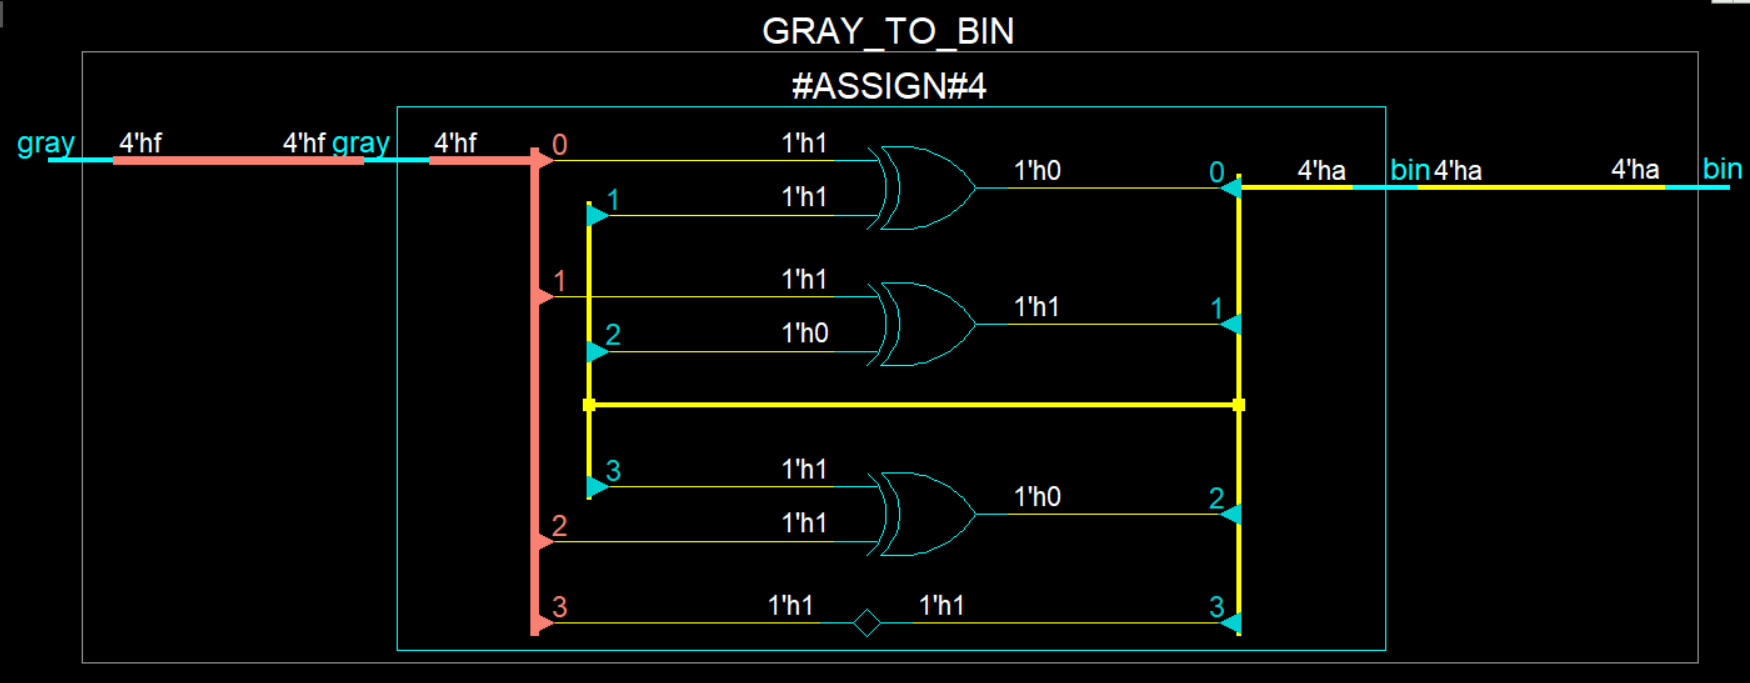 GRAY_TO_BIN
#ASSIGN#4
gray 4'hf 4'hf gray 4'hf 0 1'h1 1'h0 0 4'ha bin 4'ha 4'ha bin
1 1'h1
1 1'h1 1'h1 1
2 1'h0
3 1'h1 1'h0 2
2 1'h1
3 1'h1 1'h1 3